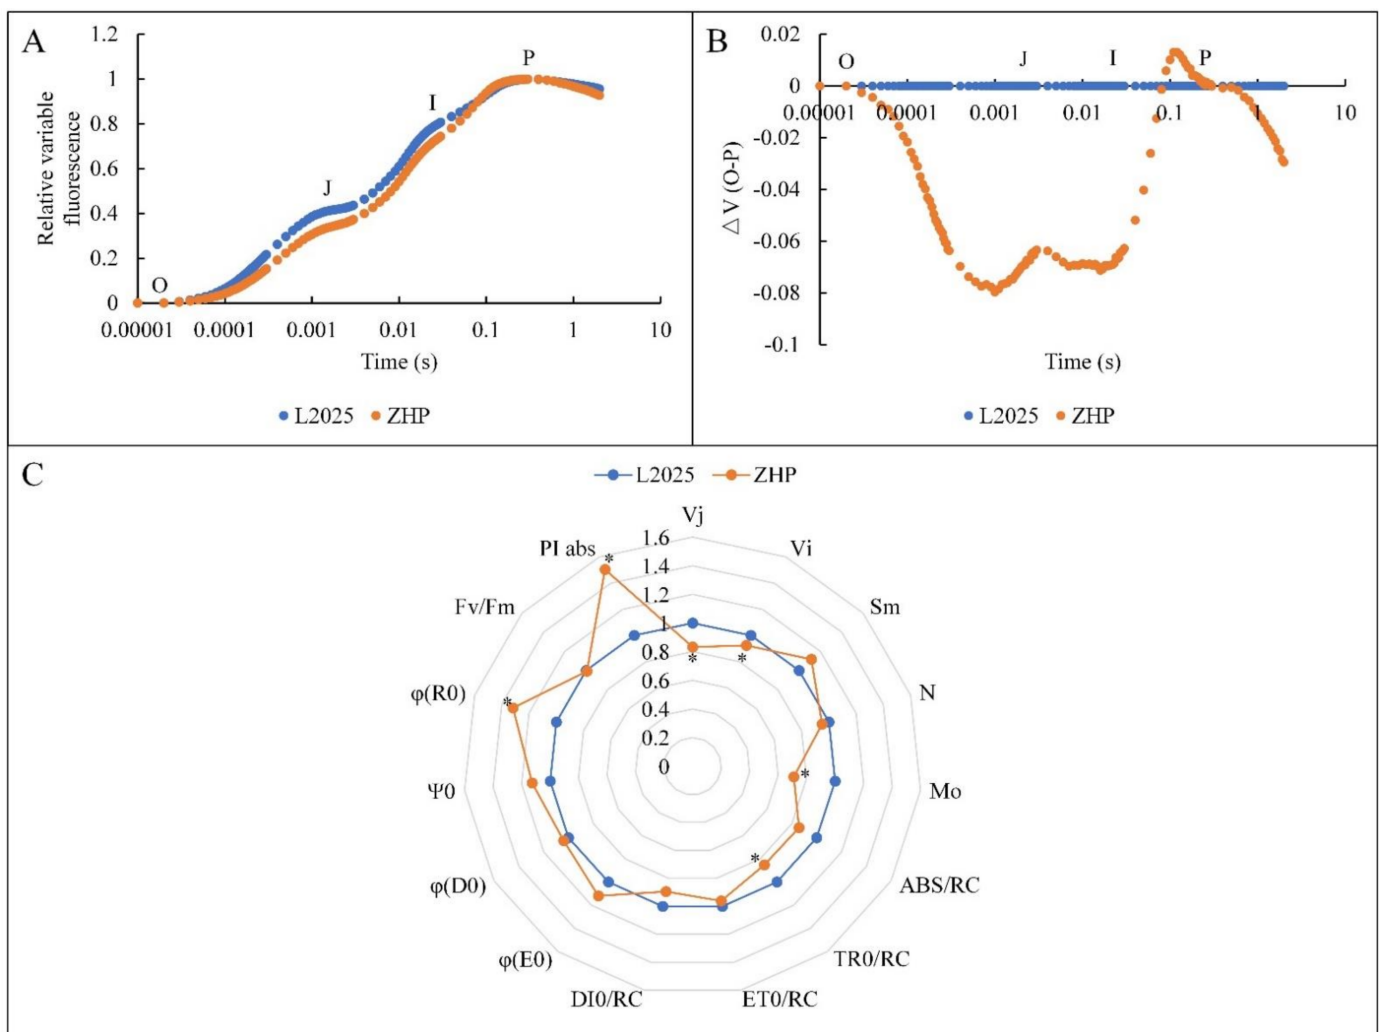 A
1.2
1
0.8
0.6
0.4
0.2
0
Relative variable
fluorescence
O
J
I
P
0.00001 0.0001 0.001 0.01 0.1 1 10
Time (s)
L2025 ZHP
B
0.02
0
-0.02
-0.04
-0.06
-0.08
-0.1
△V (O-P)
O J I P
0.00001 0.0001 0.001 0.01 0.1 1 10
Time (s)
L2025 ZHP
C
L2025 ZHP
Vj
Vi
Sm
N
Mo
ABS/RC
TR0/RC
ET0/RC
DI0/RC
φ(E0)
φ(D0)
Ψ0
φ(R0)
Fv/Fm
PI abs
1.6
1.4
1.2
1
0.8
0.6
0.4
0.2
0
*
*
*
*
*
*